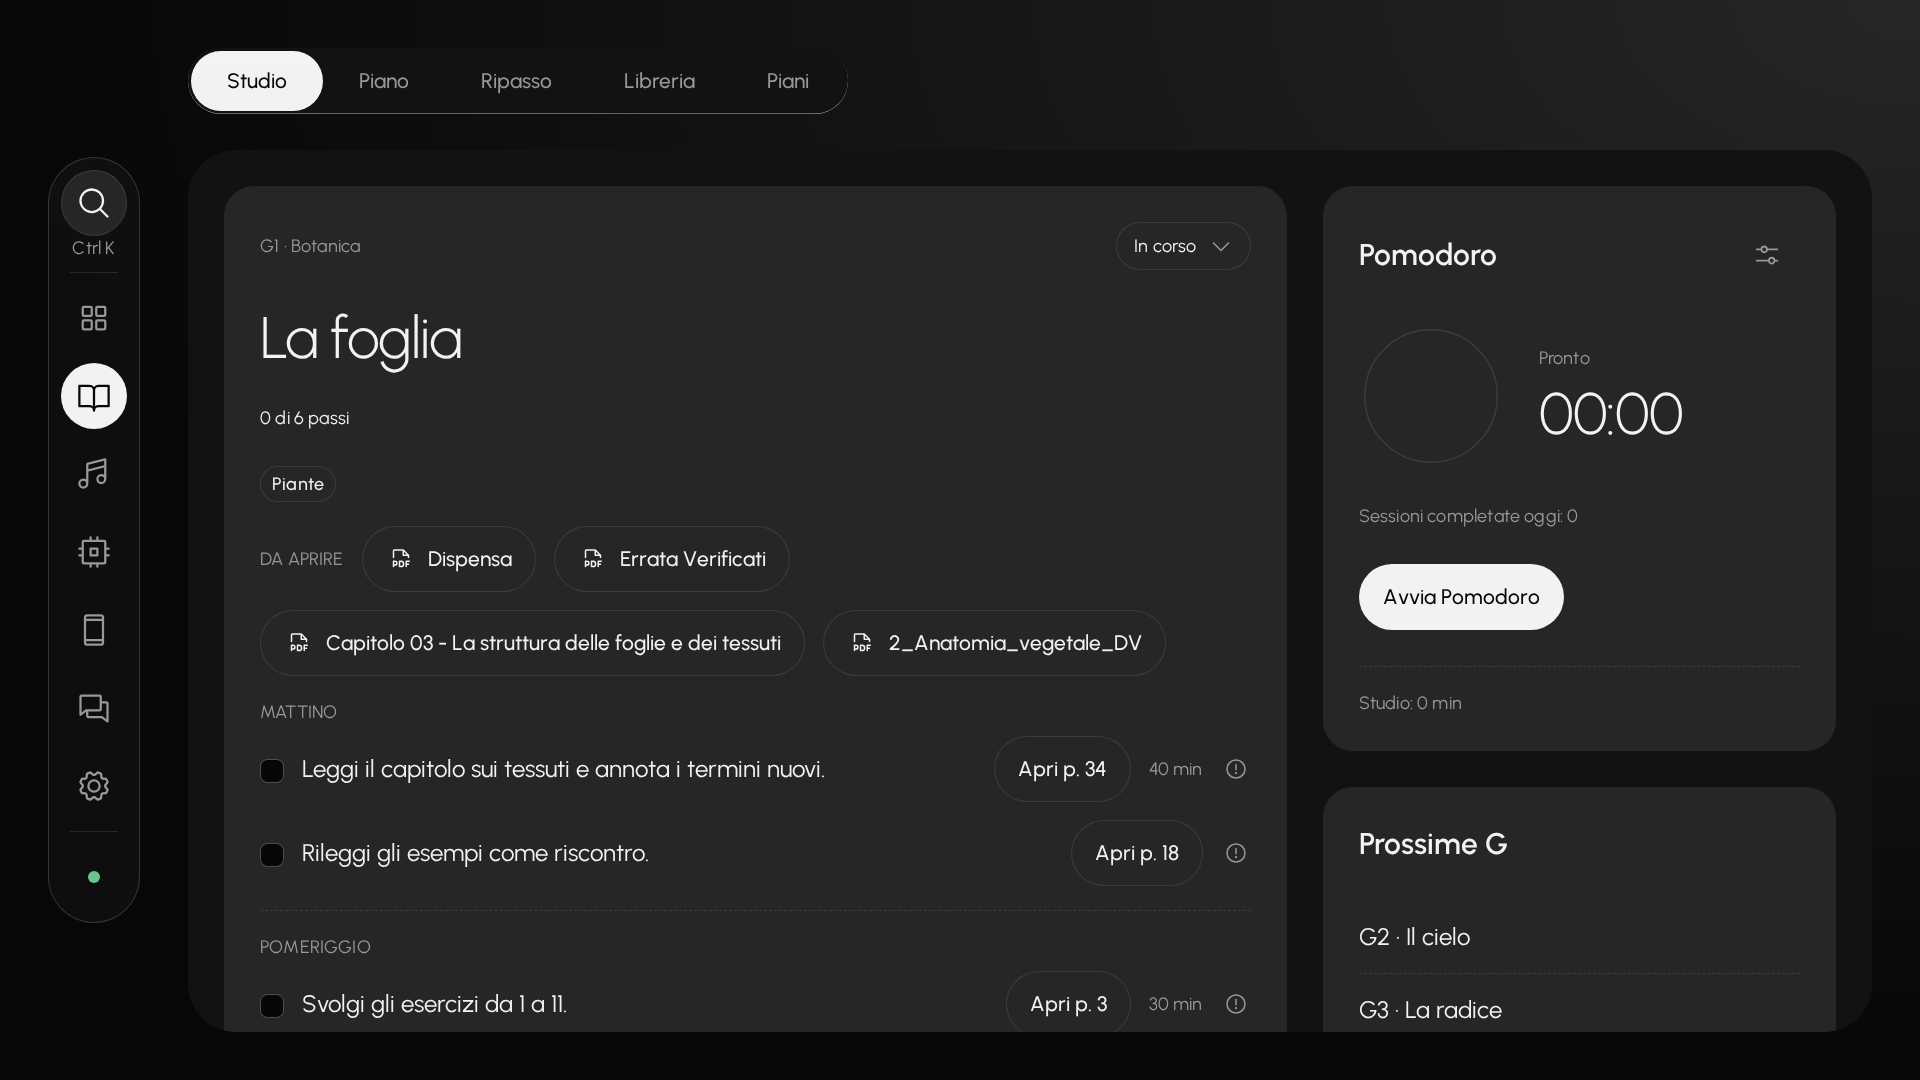 Studio
Piano
Ripasso
Libreria
Piani
Ctrl K
G1 · Botanica
In corso
La foglia
0 di 6 passi
Piante
DA APRIRE
PDF Dispensa
PDF Errata Verificati
PDF Capitolo 03 - La struttura delle foglie e dei tessuti
PDF 2_Anatomia_vegetale_DV
MATTINO
Leggi il capitolo sui tessuti e annota i termini nuovi.
Apri p. 34
40 min
Rileggi gli esempi come riscontro.
Apri p. 18
POMERIGGIO
Svolgi gli esercizi da 1 a 11.
Apri p. 3
30 min
Pomodoro
Pronto
00:00
Sessioni completate oggi: 0
Avvia Pomodoro
Studio: 0 min
Prossime G
G2 · Il cielo
G3 · La radice